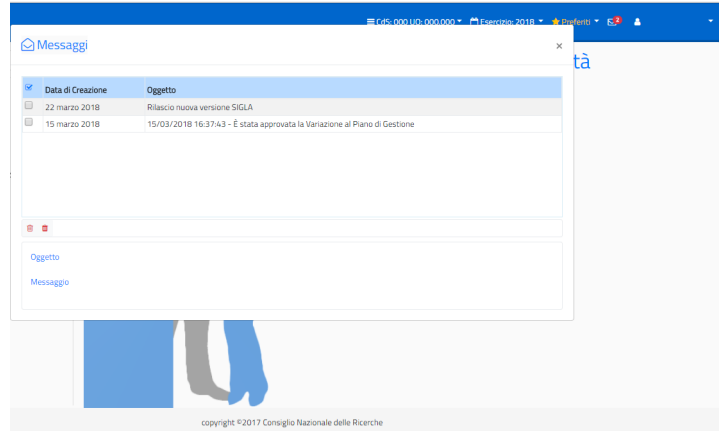 CdS: 000 UO: 000.000 Esercizio: 2018 Preferiti 2
Messaggi ×
tà
Data di Creazione Oggetto
22 marzo 2018 Rilascio nuova versione SIGLA
15 marzo 2018 15/03/2018 16:37:43 - È stata approvata la Variazione al Piano di Gestione
Oggetto
Messaggio
copyright ©2017 Consiglio Nazionale delle Ricerche